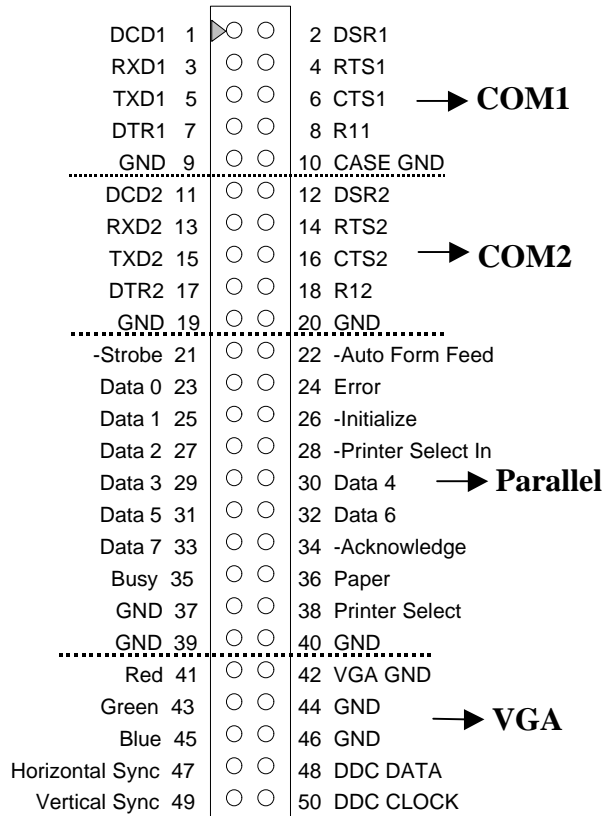 DCD1 1 2 DSR1
RXD1 3 4 RTS1
TXD1 5 6 CTS1 COM1
DTR1 7 8 R11
GND 9 10 CASE GND
DCD2 11 12 DSR2
RXD2 13 14 RTS2
TXD2 15 16 CTS2 COM2
DTR2 17 18 R12
GND 19 20 GND
-Strobe 21 22 -Auto Form Feed
Data 0 23 24 Error
Data 1 25 26 -Initialize
Data 2 27 28 -Printer Select In
Data 3 29 30 Data 4 Parallel
Data 5 31 32 Data 6
Data 7 33 34 -Acknowledge
Busy 35 36 Paper
GND 37 38 Printer Select
GND 39 40 GND
Red 41 42 VGA GND
Green 43 44 GND VGA
Blue 45 46 GND
Horizontal Sync 47 48 DDC DATA
Vertical Sync 49 50 DDC CLOCK